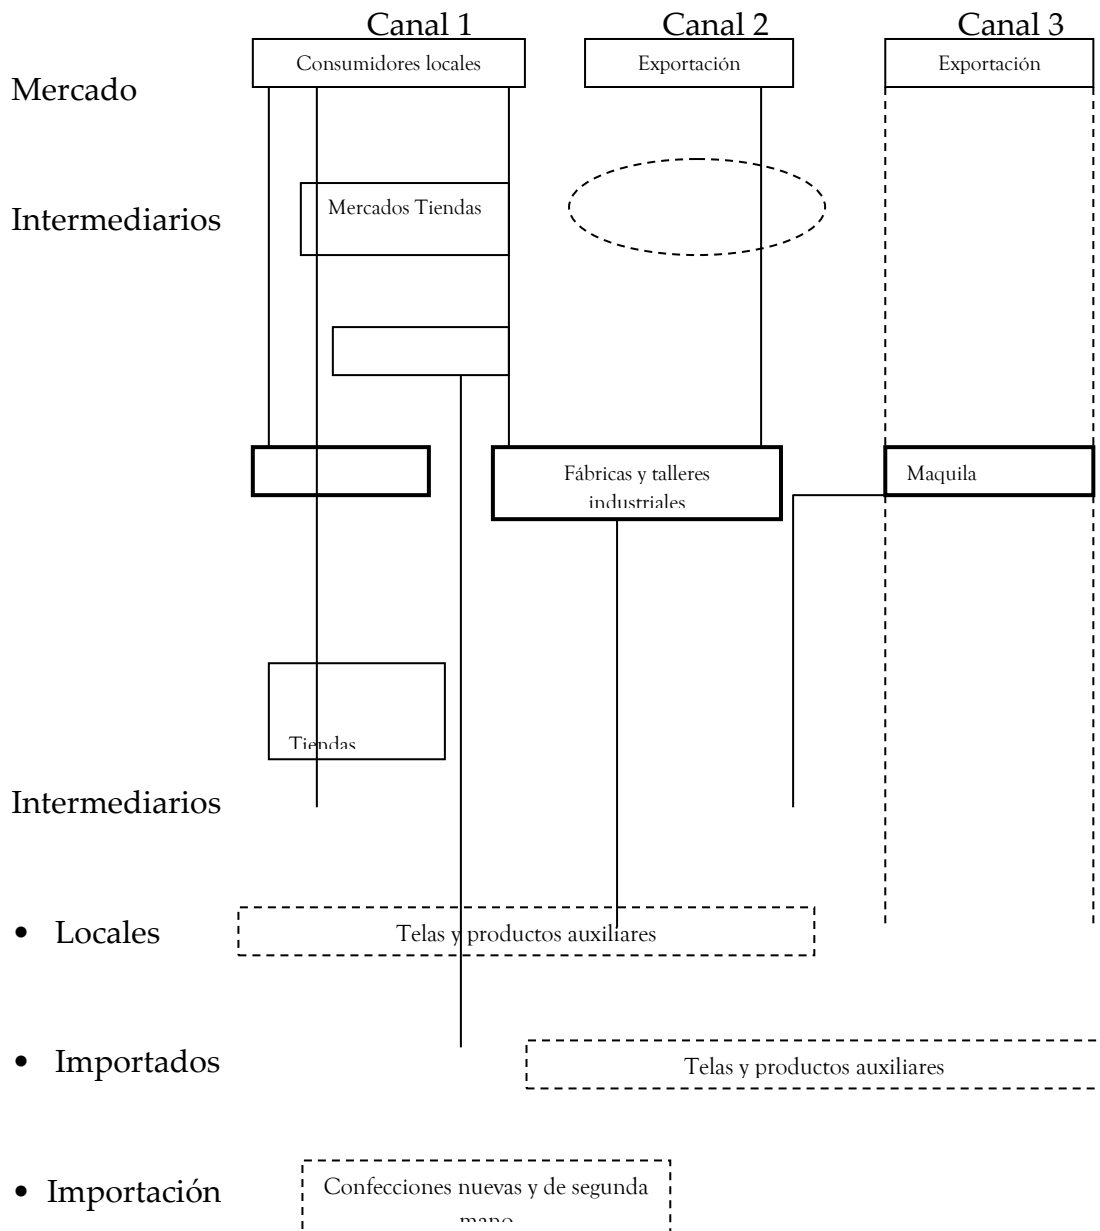 Canal 1 Canal 2 Canal 3
Consumidores locales Exportación Exportación
Mercado
Intermediarios Mercados Tiendas
Fábricas y talleres
industriales
Maquila
Tiendas
Intermediarios
• Locales Telas y productos auxiliares
• Importados Telas y productos auxiliares
• Importación Confecciones nuevas y de segunda
mano